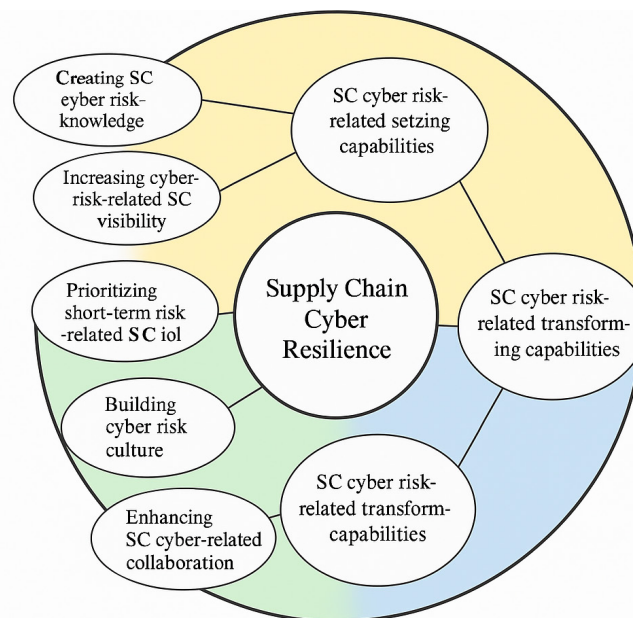 Creating SC
eyber risk-
knowledge
SC cyber risk-
related setzing
capabilities
Increasing cyber-
risk-related SC
visibility
Prioritizing
short-term risk
-related SC iol
Supply Chain
Cyber
Resilience
SC cyber risk-
related transform-
ing capabilities
Building
cyber risk
culture
SC cyber risk-
related transform-
capabilities
Enhancing
SC cyber-related
collaboration